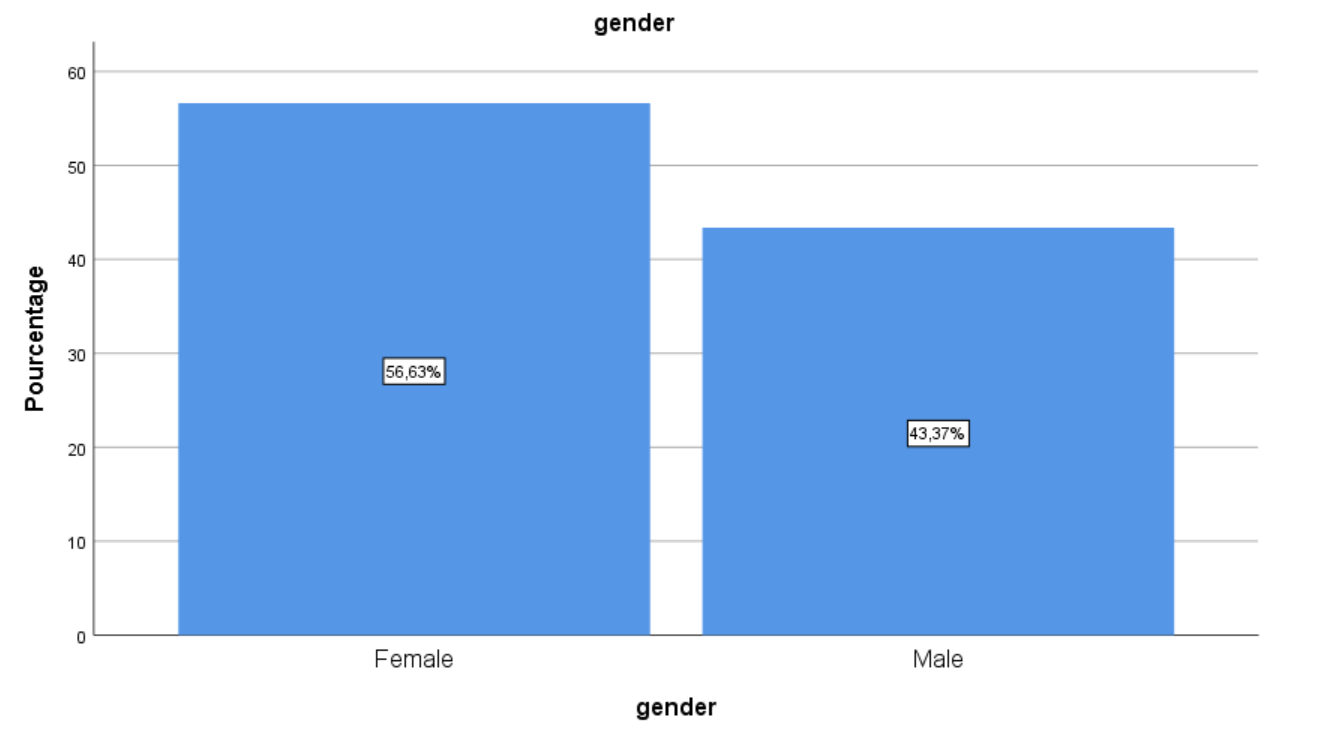 gender
Pourcentage
60
50
40
30
20
10
0
56,63%
43,37%
Female
Male
gender